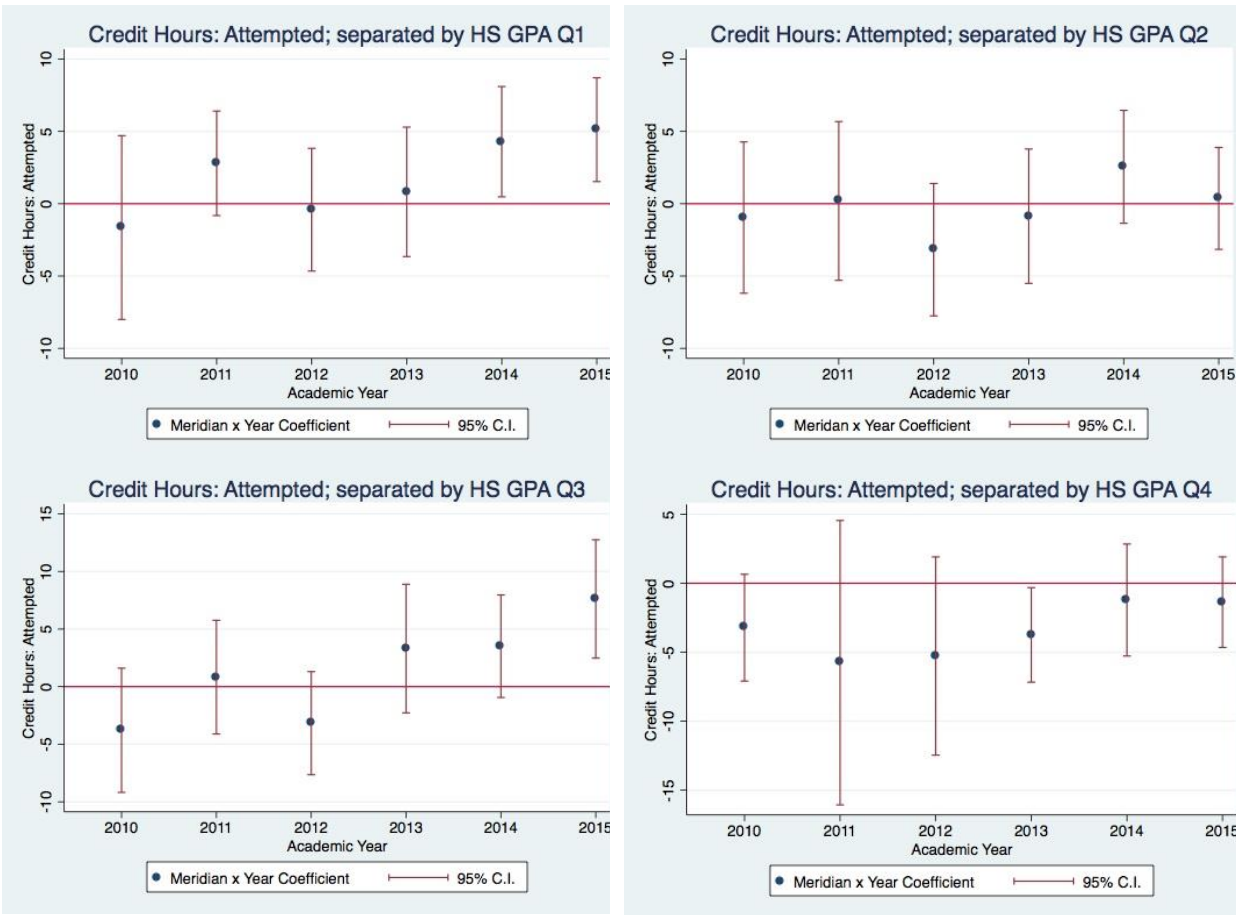 Credit Hours: Attempted; separated by HS GPA Q1
Credit Hours: Attempted
10
5
0
-5
-10
2010 2011 2012 2013 2014 2015
Academic Year
Meridian x Year Coefficient 95% C.I.
Credit Hours: Attempted; separated by HS GPA Q2
Credit Hours: Attempted
10
5
0
-5
-10
2010 2011 2012 2013 2014 2015
Academic Year
Meridian x Year Coefficient 95% C.I.
Credit Hours: Attempted; separated by HS GPA Q3
Credit Hours: Attempted
15
10
5
0
-5
-10
2010 2011 2012 2013 2014 2015
Academic Year
Meridian x Year Coefficient 95% C.I.
Credit Hours: Attempted; separated by HS GPA Q4
Credit Hours: Attempted
5
0
-5
-10
-15
2010 2011 2012 2013 2014 2015
Academic Year
Meridian x Year Coefficient 95% C.I.